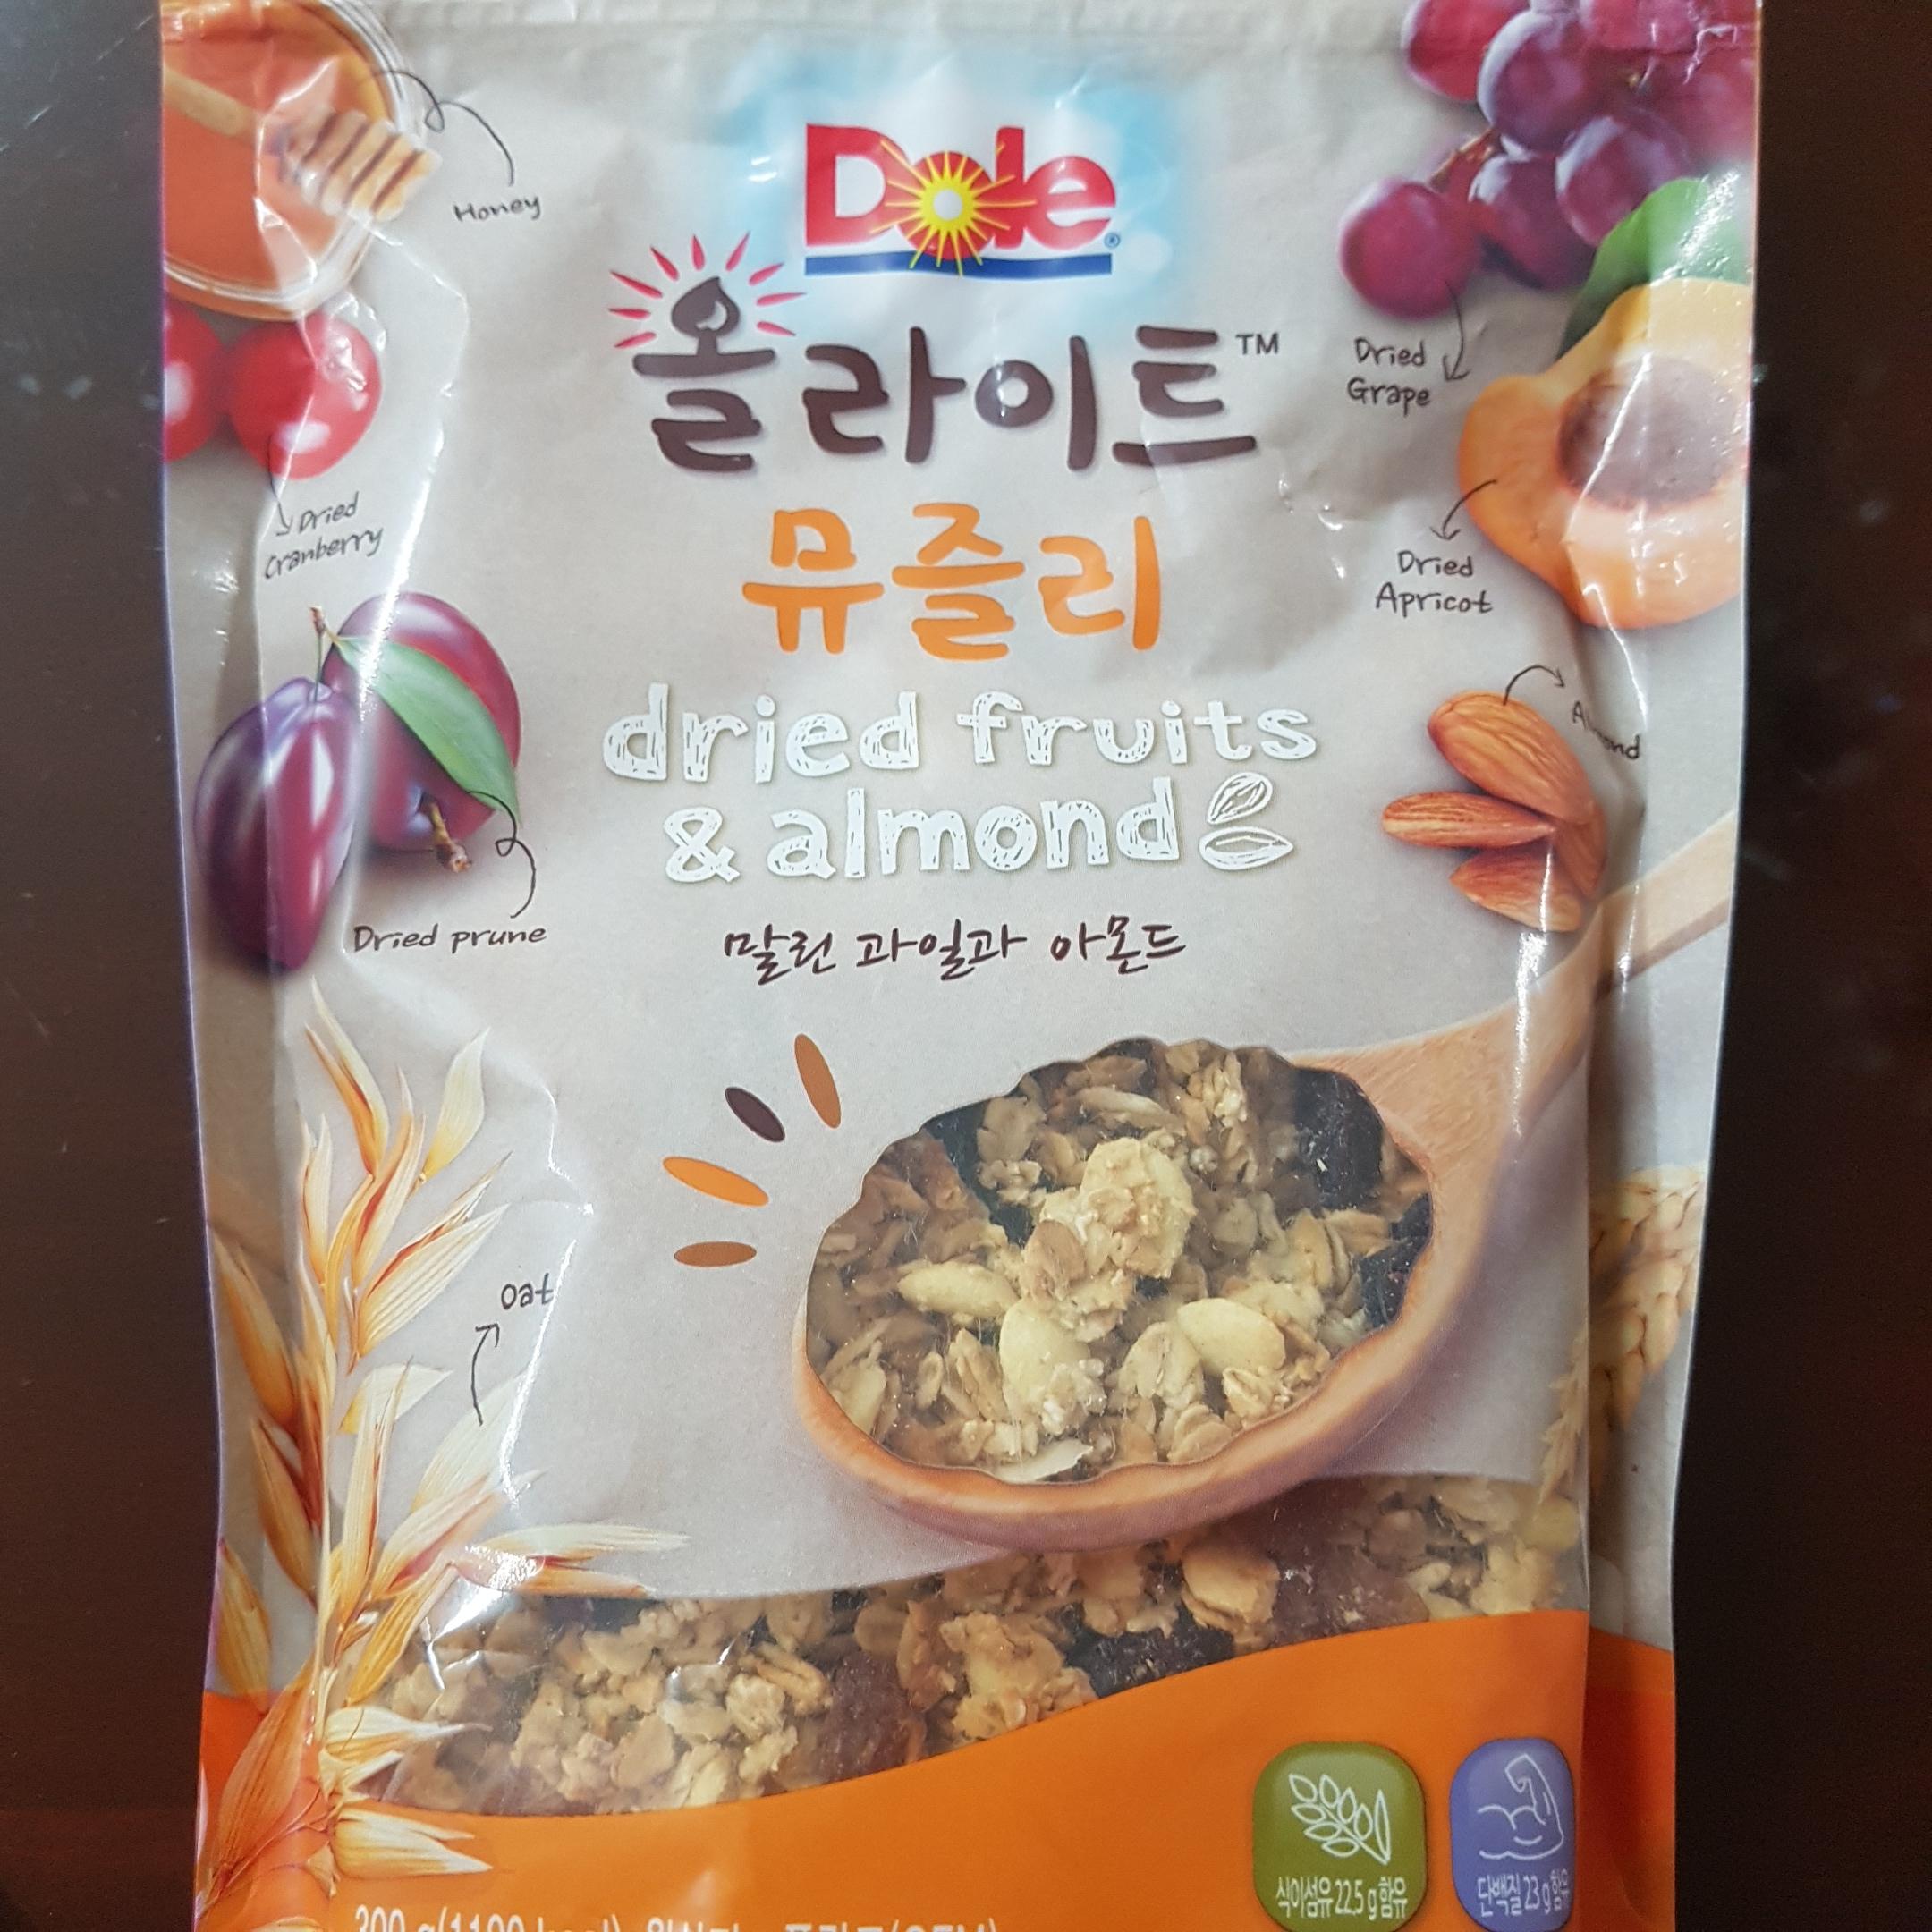 Dole®
올라이트™
뮤즐리
dried fruits
& almond
말린 과일과 아몬드
Honey
Dried
Cranberry
Dried prune
oat
Dried
Grape
Dried
Apricot
Almond
식이섬유 22.5 g 함유
단백질 23 g 함유
300 g